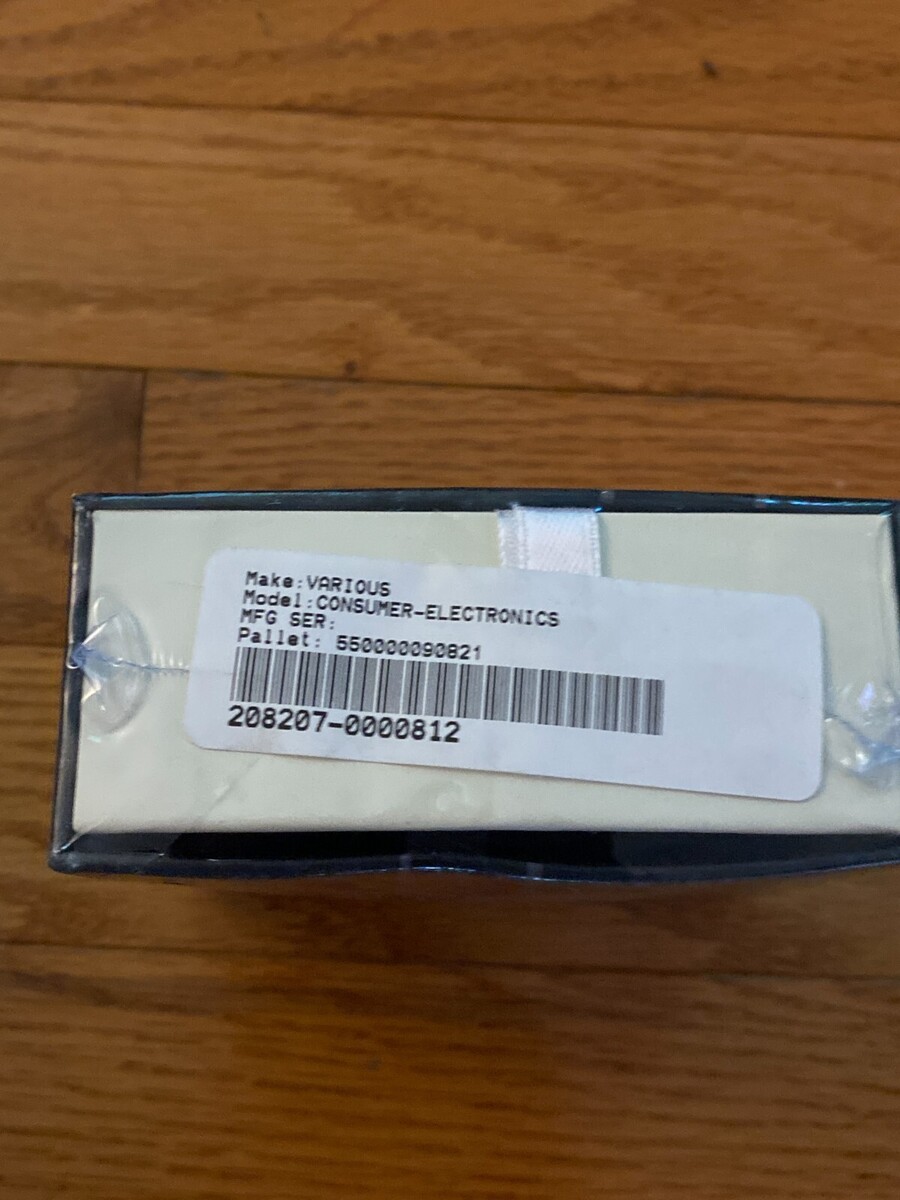 Make:VARIOUS
Model:CONSUMER-ELECTRONICS
MFG SER:
Pallet: 550000090821
208207-0000812